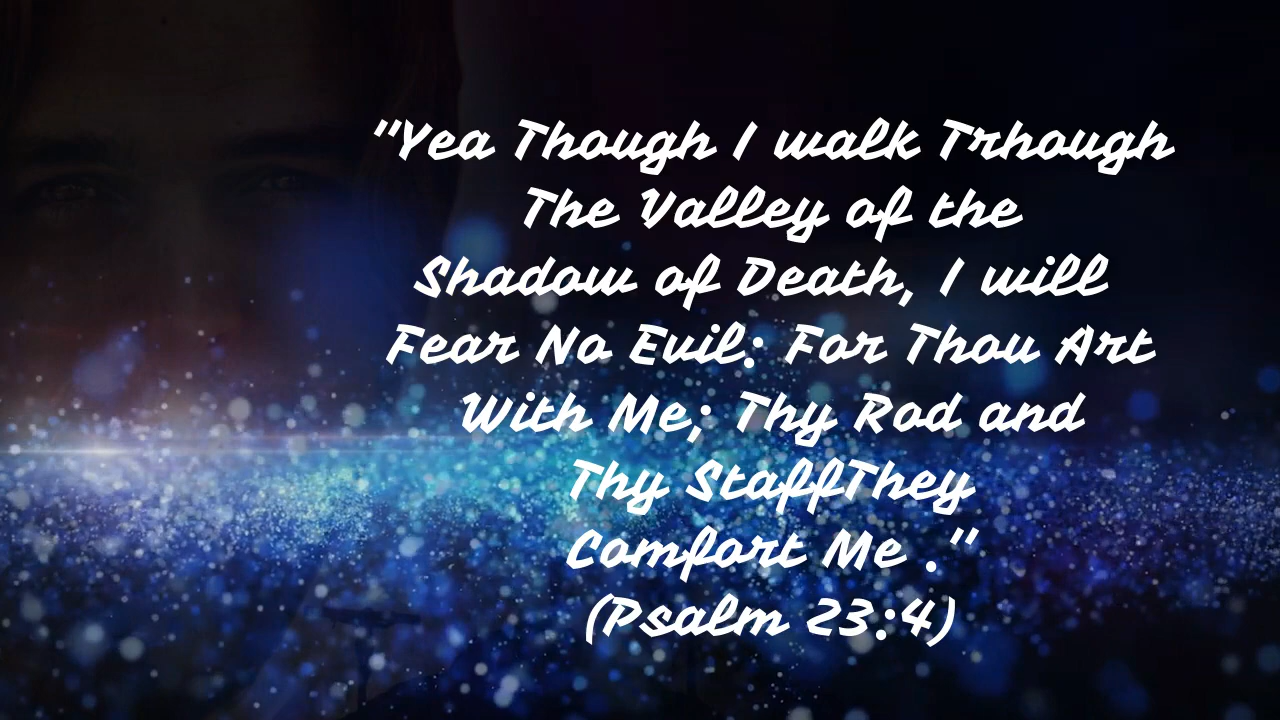 "Yea Though I walk Trhough
The Valley of the
Shadow of Death, I will
Fear No Evil: For Thou Art
With Me; Thy Rod and
Thy StaffThey
Comfort Me ."
(Psalm 23:4)